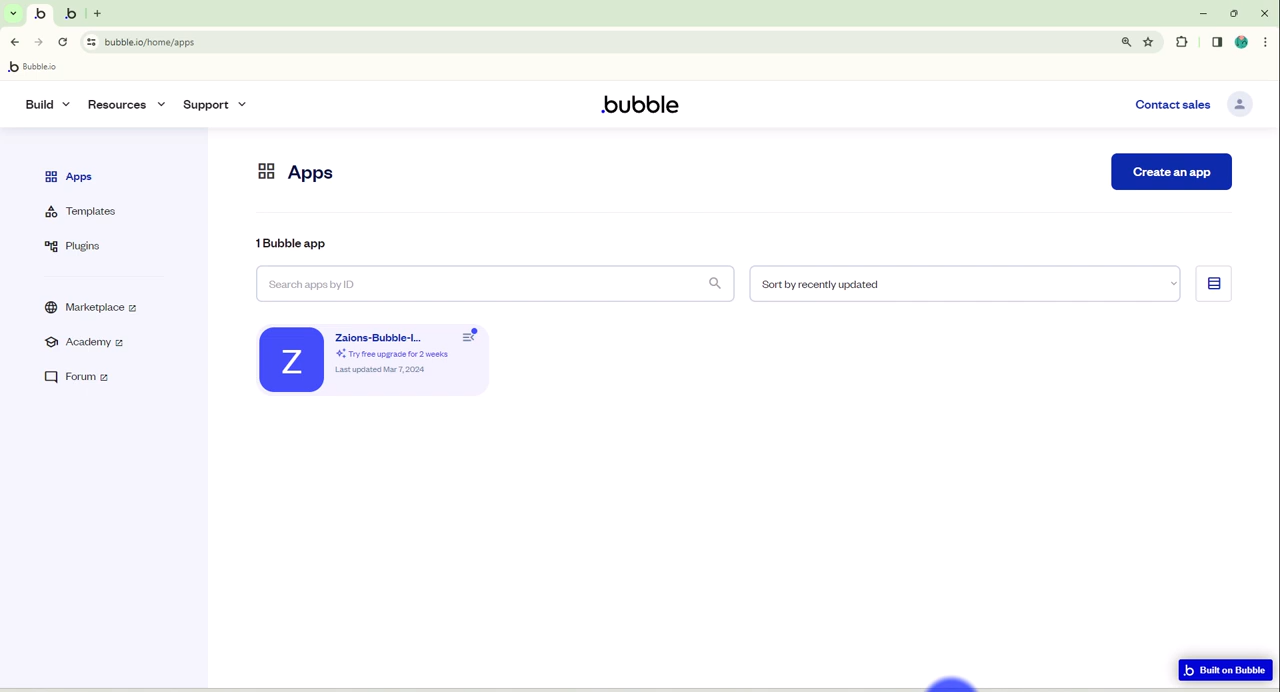 bubble.io/home/apps
Bubble.io
Build Resources Support
.bubble
Contact sales
Apps
Templates
Plugins
Marketplace
Academy
Forum
Apps
Create an app
1 Bubble app
Search apps by ID
Sort by recently updated
Z
Zaions-Bubble-I...
Try free upgrade for 2 weeks
Last updated Mar 7, 2024
Built on Bubble